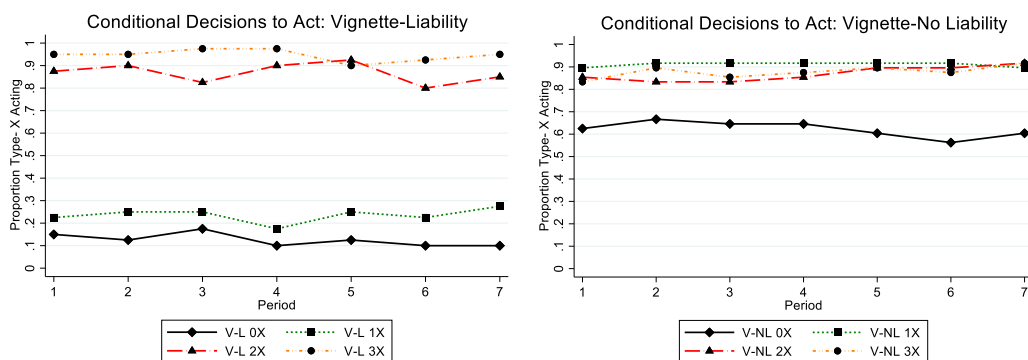 Conditional Decisions to Act: Vignette-Liability
Proportion Type- X Acting
1
.9
.8
.7
.6
.5
.4
.3
.2
.1
0
1 2 3 4 5 6 7
Period
V-L 0X V-L 1X
V-L 2X V-L 3X
Conditional Decisions to Act: Vignette-No Liability
Proportion Type- X Acting
1
.9
.8
.7
.6
.5
.4
.3
.2
.1
0
1 2 3 4 5 6 7
Period
V-NL 0X V-NL 1X
V-NL 2X V-NL 3X